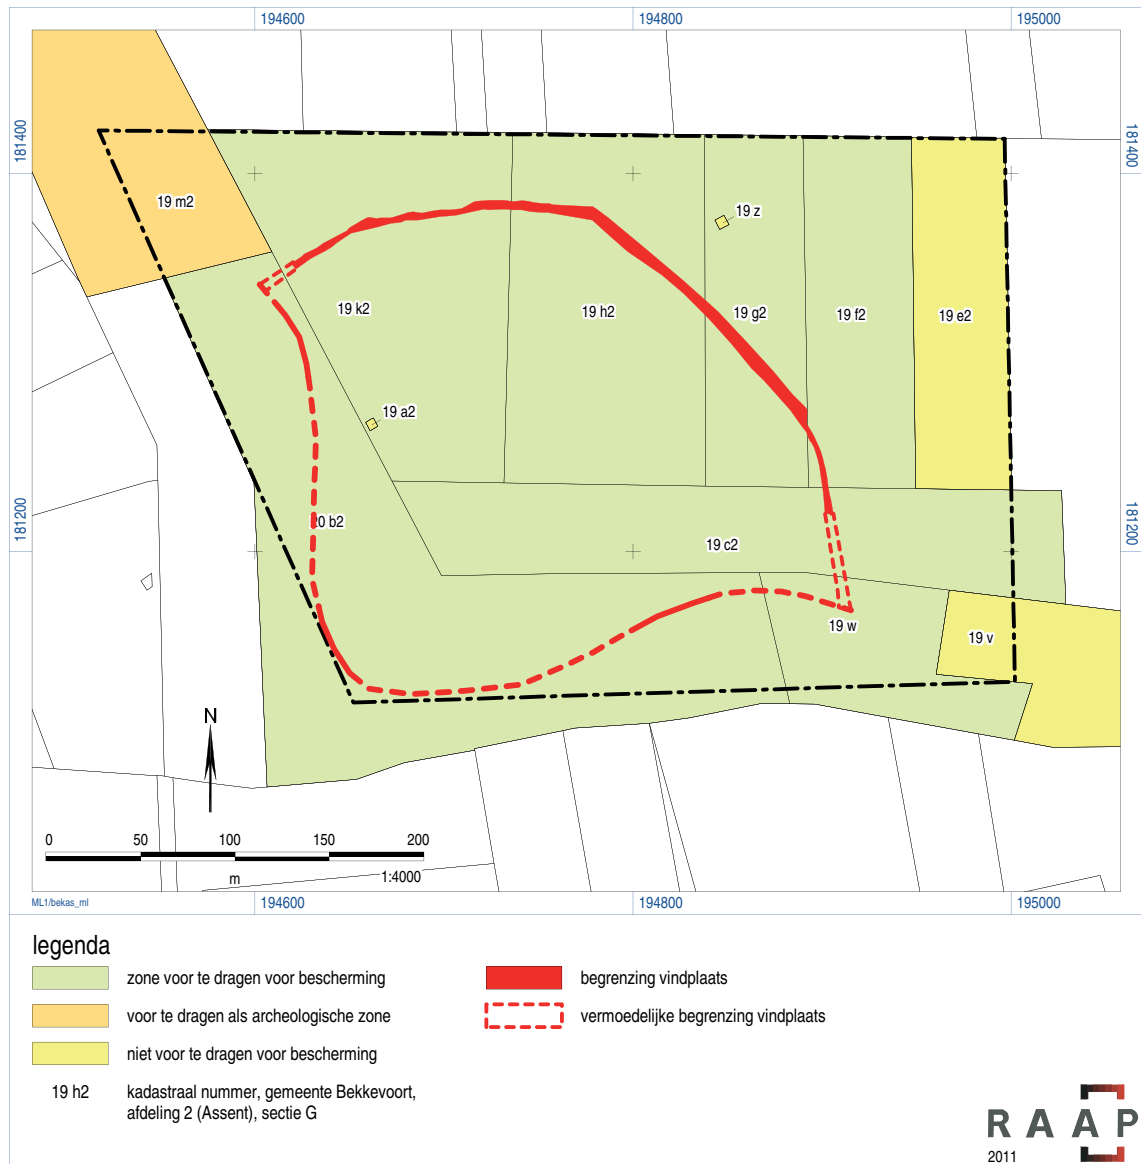 194600
194800
195000
181400
181400
19 m2
19 z
19 k2
19 h2
19 g2
19 f2
19 e2
19 a2
181200
181200
20 b2
19 c2
19 w
19 v
N
0 50 100 150 200
m
1:4000
ML1/bekas_ml
194600
194800
195000
legenda
zone voor te dragen voor bescherming
voor te dragen als archeologische zone
niet voor te dragen voor bescherming
19 h2
kadastraal nummer, gemeente Bekkevoort,
afdeling 2 (Assent), sectie G
begrenzing vindplaats
vermoedelijke begrenzing vindplaats
RAAP
2011